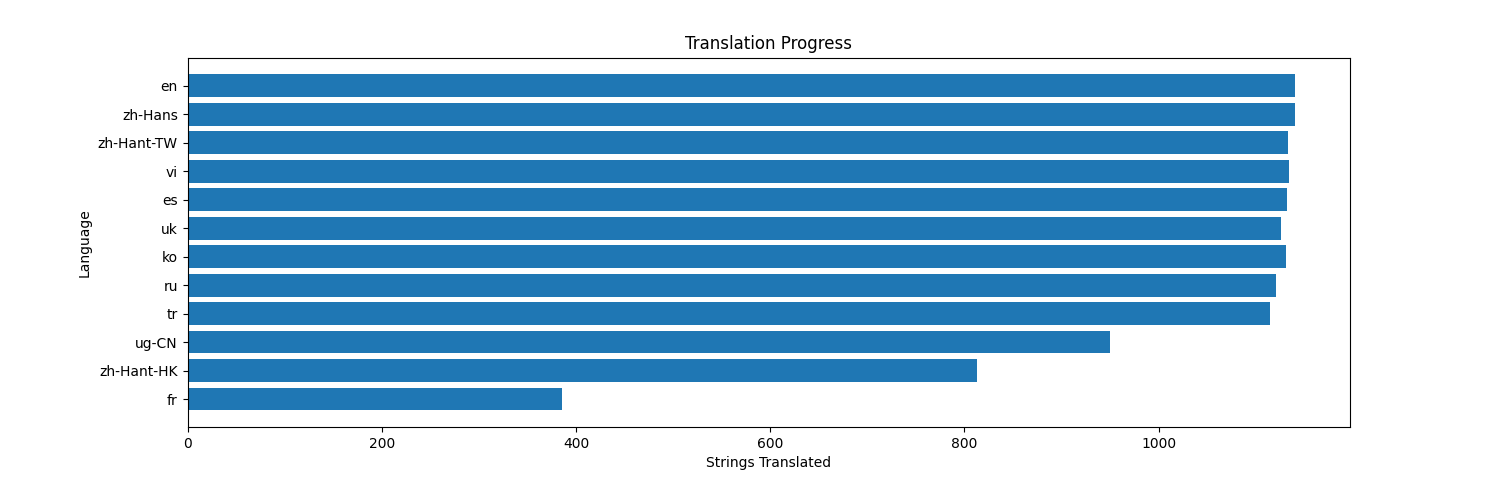 Translation Progress
Language
en
zh-Hans
zh-Hant-TW
vi
es
uk
ko
ru
tr
ug-CN
zh-Hant-HK
fr
0 200 400 600 800 1000
Strings Translated